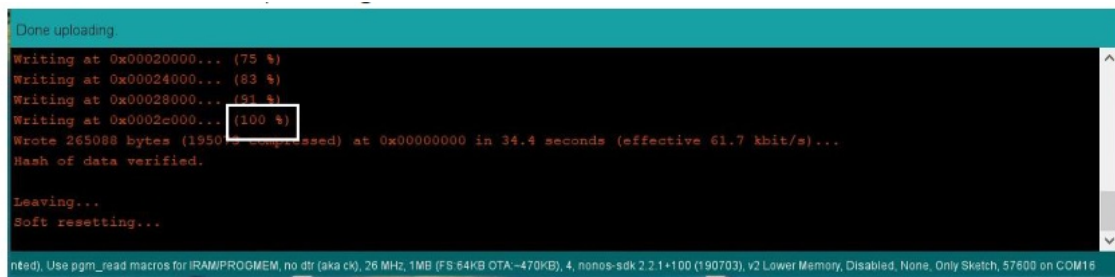 Done uploading.
Writing at 0x00020000... (75 %)
Writing at 0x00024000... (83 %)
Writing at 0x00028000... (91 %)
Writing at 0x0002c000... (100 %)
Wrote 265088 bytes (195073 compressed) at 0x00000000 in 34.4 seconds (effective 61.7 kbit/s)...
Hash of data verified.
Leaving...
Soft resetting...
nted), Use pgm_read macros for IRAM/PROGMEM, no dtr (aka ck), 26 MHz, 1MB (FS:64KB OTA:~470KB), 4, nonos-sdk 2.2.1+100 (190703), v2 Lower Memory, Disabled, None, Only Sketch, 57600 on COM16